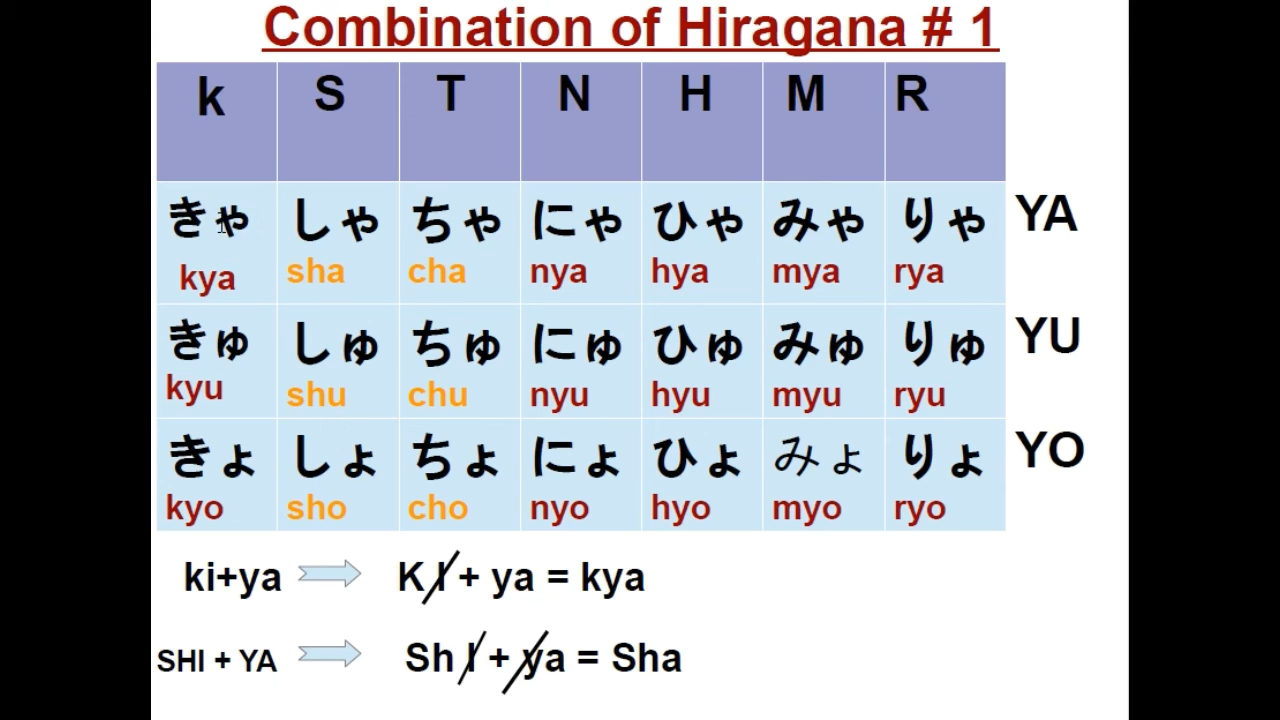 Combination of Hiragana # 1
k S T N H M R
きゃ しゃ ちゃ にゃ ひゃ みゃ りゃ YA
kya sha cha nya hya mya rya
きゅ しゅ ちゅ にゅ ひゅ みゅ りゅ YU
kyu shu chu nyu hyu myu ryu
きょ しょ ちょ にょ ひょ みょ りょ YO
kyo sho cho nyo hyo myo ryo
ki+ya K I + ya = kya
SHI + YA Sh I + ya = Sha